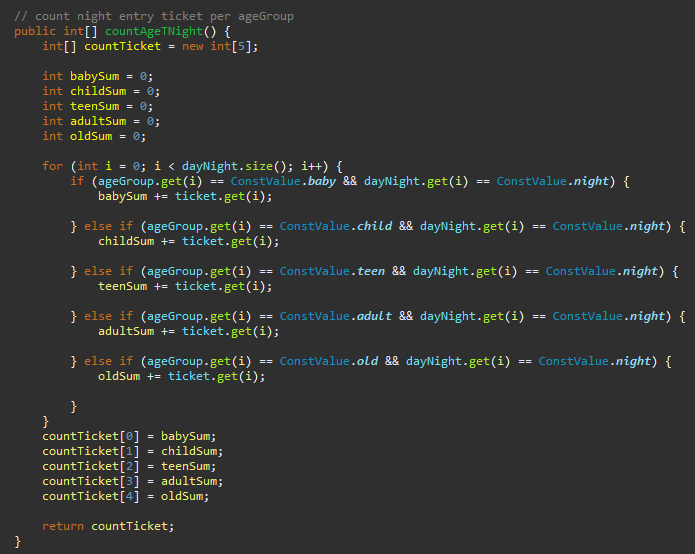 // count night entry ticket per ageGroup
public int[] countAgeTNight() {
    int[] countTicket = new int[5];

    int babySum = 0;
    int childSum = 0;
    int teenSum = 0;
    int adultSum = 0;
    int oldSum = 0;

    for (int i = 0; i < dayNight.size(); i++) {
        if (ageGroup.get(i) == ConstValue.baby && dayNight.get(i) == ConstValue.night) {
            babySum += ticket.get(i);

        } else if (ageGroup.get(i) == ConstValue.child && dayNight.get(i) == ConstValue.night) {
            childSum += ticket.get(i);

        } else if (ageGroup.get(i) == ConstValue.teen && dayNight.get(i) == ConstValue.night) {
            teenSum += ticket.get(i);

        } else if (ageGroup.get(i) == ConstValue.adult && dayNight.get(i) == ConstValue.night) {
            adultSum += ticket.get(i);

        } else if (ageGroup.get(i) == ConstValue.old && dayNight.get(i) == ConstValue.night) {
            oldSum += ticket.get(i);

        }
    }
    countTicket[0] = babySum;
    countTicket[1] = childSum;
    countTicket[2] = teenSum;
    countTicket[3] = adultSum;
    countTicket[4] = oldSum;

    return countTicket;
}